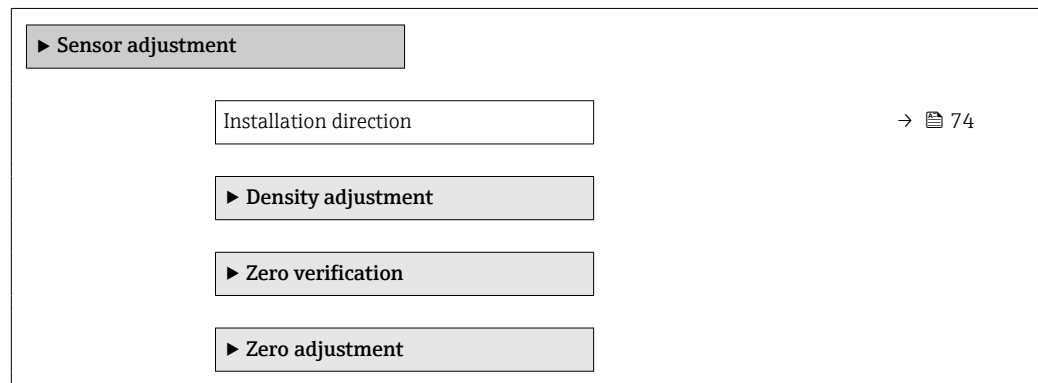 ▶ Sensor adjustment
Installation direction → 74
▶ Density adjustment
▶ Zero verification
▶ Zero adjustment